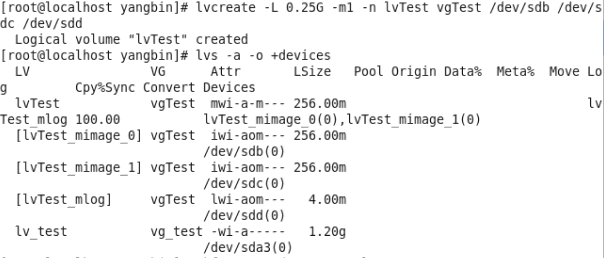 [root@localhost yangbin]# lvcreate -L 0.25G -m1 -n lvTest vgTest /dev/sdb /dev/s
dc /dev/sdd
  Logical volume "lvTest" created
[root@localhost yangbin]# lvs -a -o +devices
  LV                VG      Attr       LSize   Pool Origin Data%  Meta%  Move Lo
g         Cpy%Sync Convert Devices
  lvTest            vgTest  mwi-a-m--- 256.00m                                lv
Test_mlog 100.00           lvTest_mimage_0(0),lvTest_mimage_1(0)
  [lvTest_mimage_0] vgTest  iwi-aom--- 256.00m
                           /dev/sdb(0)
  [lvTest_mimage_1] vgTest  iwi-aom--- 256.00m
                           /dev/sdc(0)
  [lvTest_mlog]     vgTest  lwi-aom---   4.00m
                           /dev/sdd(0)
  lv_test           vg_test -wi-a-----   1.20g
                           /dev/sda3(0)